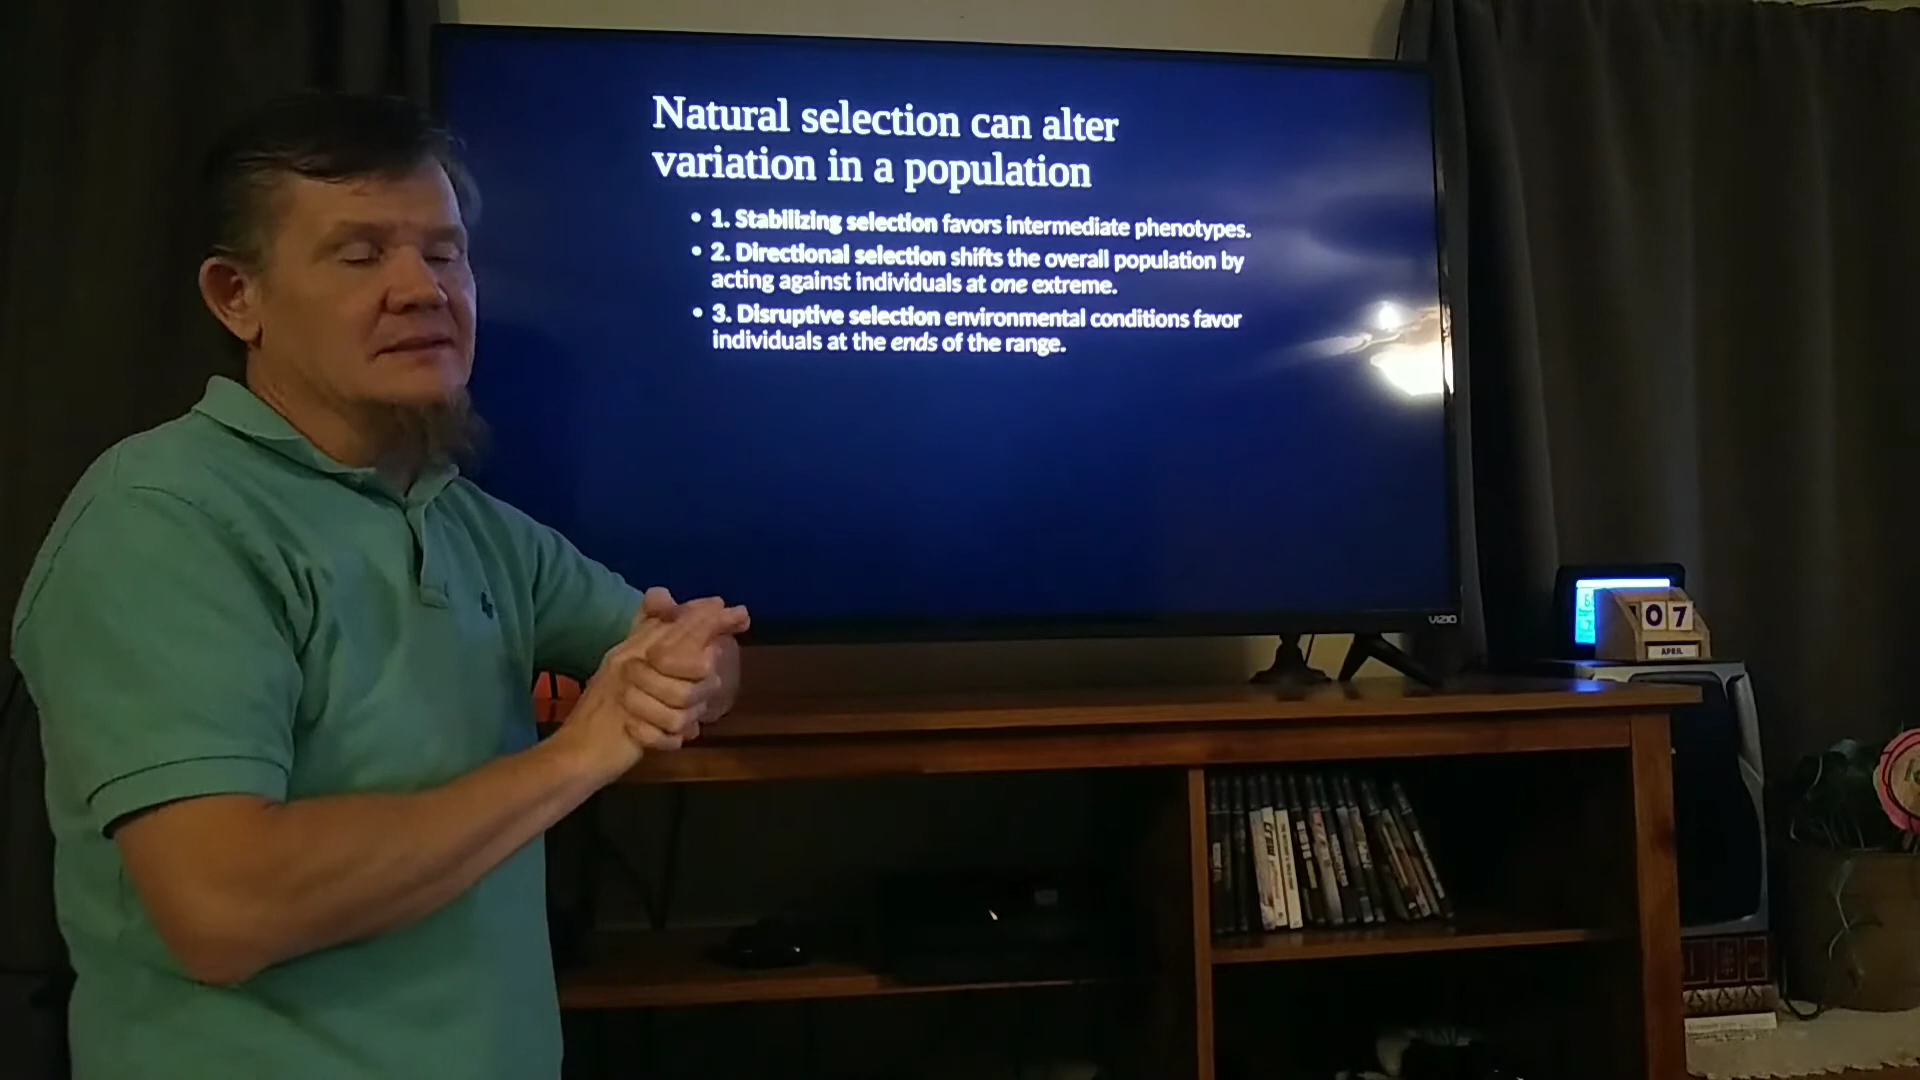 Natural selection can alter
variation in a population
• 1. Stabilizing selection favors intermediate phenotypes.
• 2. Directional selection shifts the overall population by
acting against individuals at one extreme.
• 3. Disruptive selection environmental conditions favor
individuals at the ends of the range.
VIZIO
07
APRIL